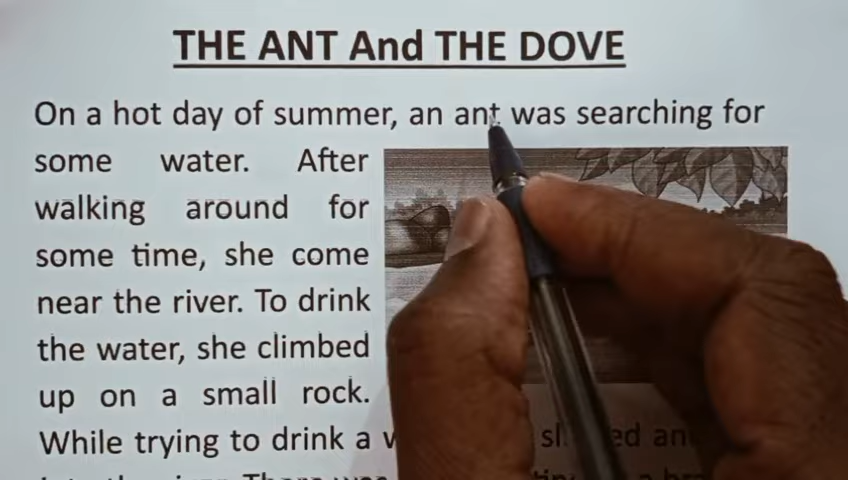 THE ANT And THE DOVE
On a hot day of summer, an ant was searching for
some water. After
walking around for
some time, she come
near the river. To drink
the water, she climbed
up on a small rock.
While trying to drink a